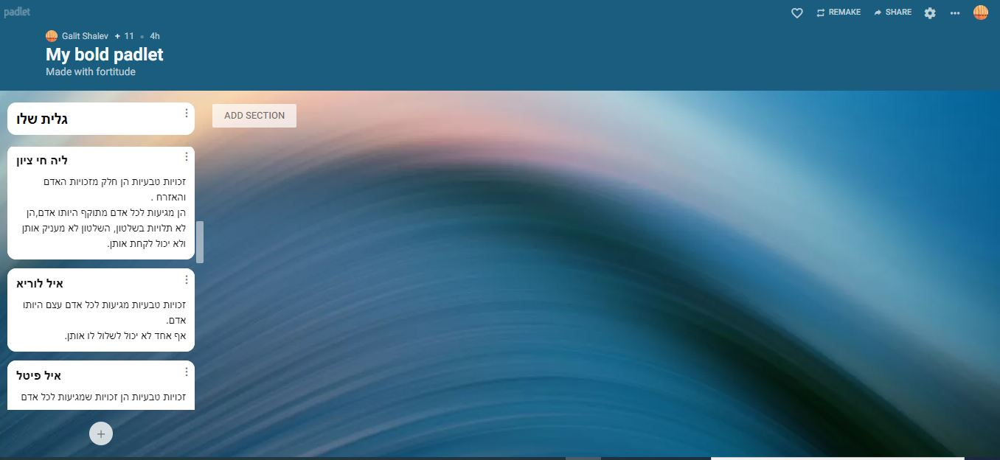 padlet
REMAKE
SHARE
Galit Shalev + 11 • 4h
My bold padlet
Made with fortitude
גלית שלו
ADD SECTION
ליה חי ציון
זכויות טבעיות הן חלק מזכויות האדם
והאזרח .
הן מגיעות לכל אדם מתוקף היותו אדם,הן
לא תלויות בשלטון, השלטון לא מעניק אותן
ולא יכול לקחת אותן.
איל לוריא
זכויות טבעיות מגיעות לכל אדם עצם היותו
אדם.
אף אחד לא יכול לשלול לו אותן.
איל פיטל
זכויות טבעיות הן זכויות שמגיעות לכל אדם